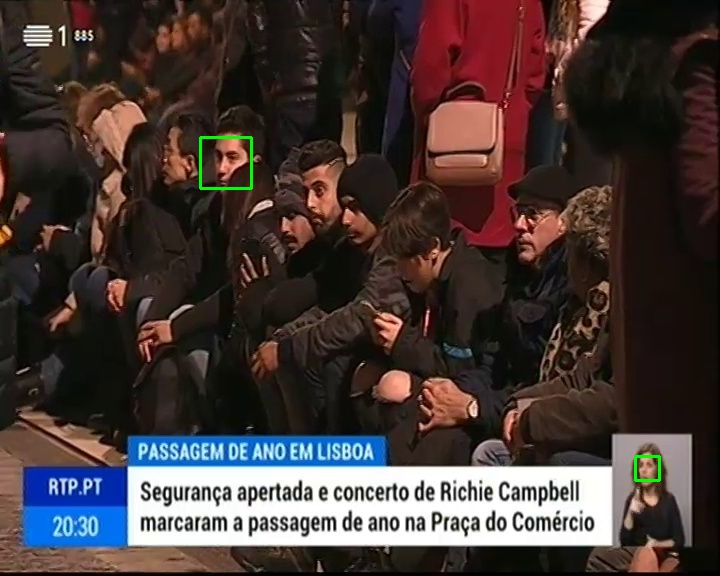 1 885
PASSAGEM DE ANO EM LISBOA
RTP.PT
20:30
Segurança apertada e concerto de Richie Campbell
marcaram a passagem de ano na Praça do Comércio